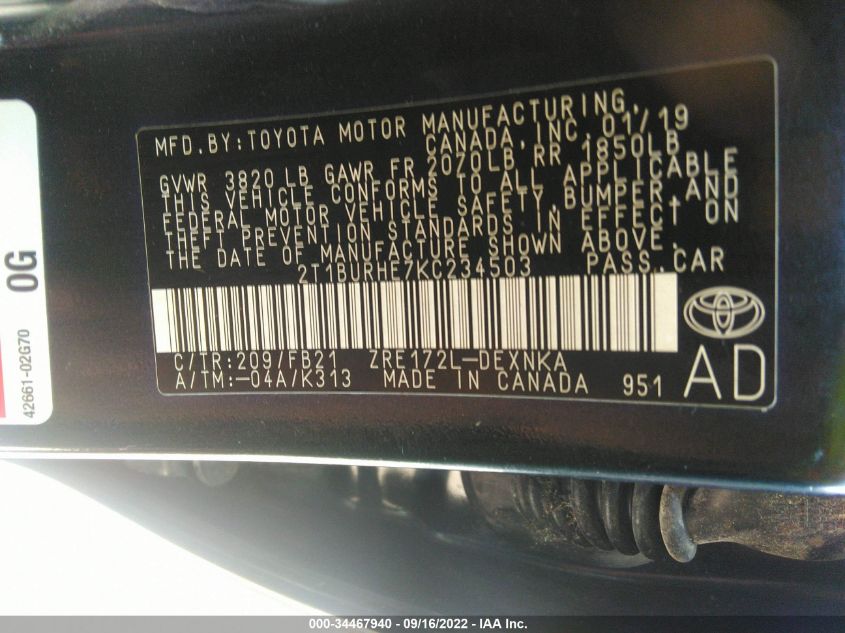 MFD.BY:TOYOTA MOTOR MANUFACTURING,
CANADA,INC. 01/19
GVWR 3820 LB GAWR FR 2070LB RR 1850LB
THIS VEHICLE CONFORMS TO ALL APPLICABLE
FEDERAL MOTOR VEHICLE SAFETY,BUMPER,AND
THEFT PREVENTION STANDARDS IN EFFECT ON
THE DATE OF MANUFACTURE SHOWN ABOVE.
2T1BURHE7KC234503 PASS.CAR
C/TR:209/FB21 ZRE172L-DEXNKA
A/TM:-04A/K313 MADE IN CANADA 951
AD
0G
42661-02G70
000-34467940 - 09/16/2022 - IAA Inc.